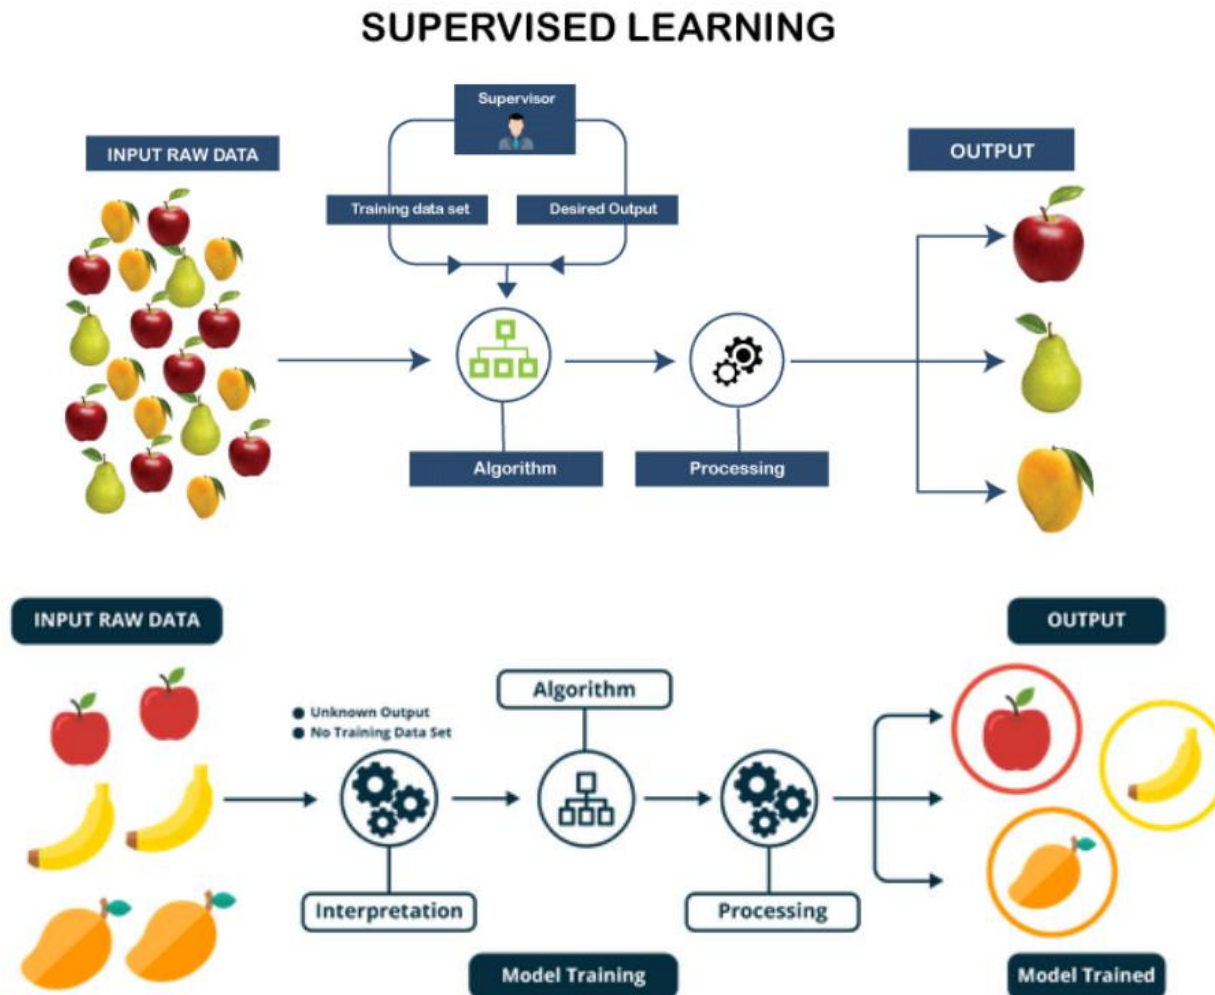 SUPERVISED LEARNING
Supervisor
INPUT RAW DATA
OUTPUT
Training data set
Desired Output
Algorithm
Processing
INPUT RAW DATA
OUTPUT
Algorithm
Unknown Output
No Training Data Set
Interpretation
Processing
Model Training
Model Trained